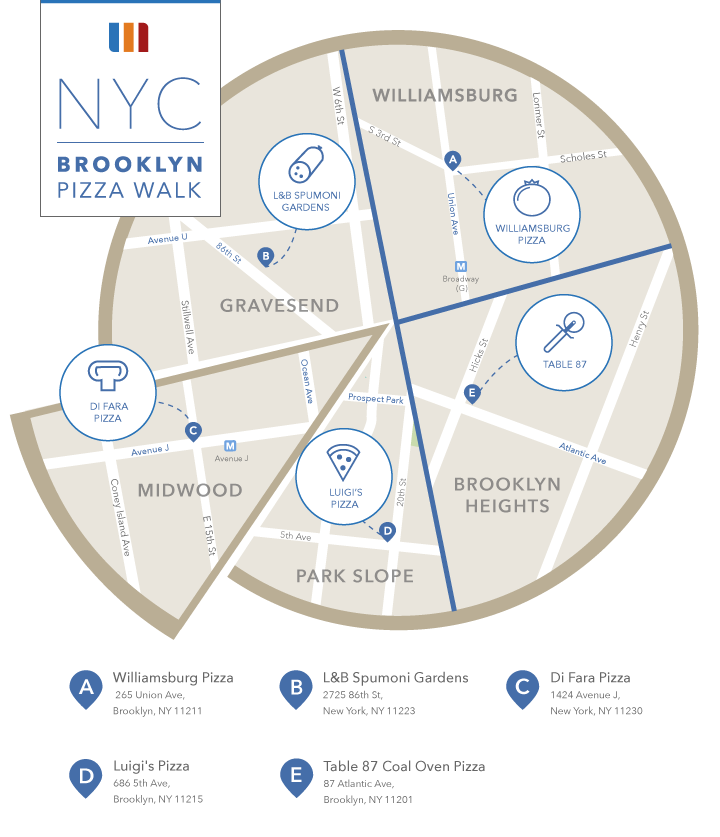 NYC
BROOKLYN
PIZZA WALK
WILLIAMSBURG
W 6th St
S 3rd St
Lorimer St
Scholes St
A
Union Ave
WILLIAMSBURG
PIZZA
M
Broadway
(G)
L&B SPUMONI
GARDENS
Avenue U
86th St
B
GRAVESEND
Stillwell Ave
TABLE 87
Hicks St
Henry St
E
Atlantic Ave
BROOKLYN
HEIGHTS
DI FARA
PIZZA
C
Ocean Ave
Avenue J
M
Avenue J
MIDWOOD
Coney Island Ave
E 15th St
Prospect Park
LUIGI'S
PIZZA
20th St
D
5th Ave
PARK SLOPE
A
Williamsburg Pizza
265 Union Ave,
Brooklyn, NY 11211
B
L&B Spumoni Gardens
2725 86th St,
New York, NY 11223
C
Di Fara Pizza
1424 Avenue J,
New York, NY 11230
D
Luigi's Pizza
686 5th Ave,
Brooklyn, NY 11215
E
Table 87 Coal Oven Pizza
87 Atlantic Ave,
Brooklyn, NY 11201